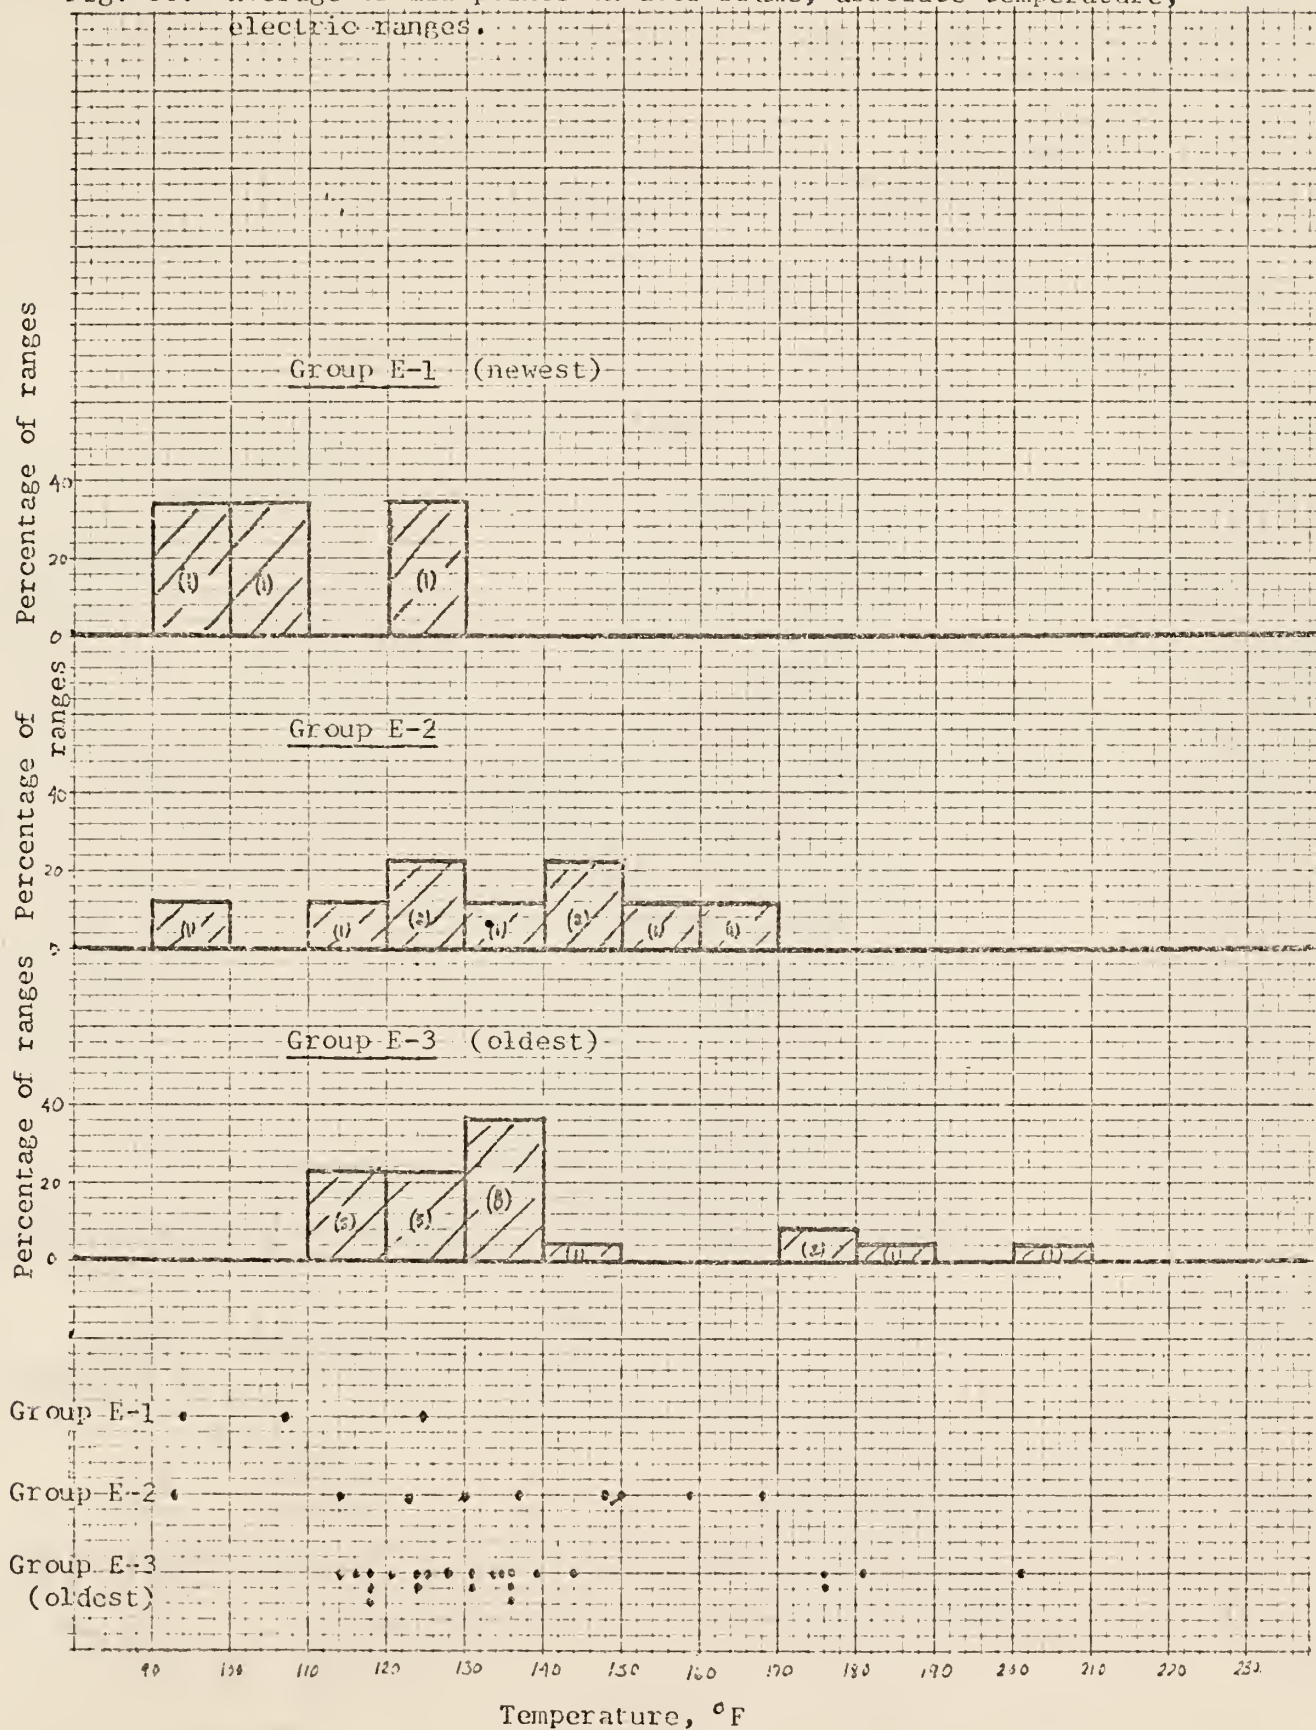 electric ranges.
Group E-1 (newest)
Percentage of ranges
40
20
0
(1) (1) (1)
Group E-2
Percentage of
ranges
40
20
0
(1) (1) (2) (1) (2) (1) (1)
Group E-3 (oldest)
Percentage of ranges
40
20
0
(5) (5) (8) (1) (2) (1) (1)
Group E-1
Group E-2
Group E-3
(oldest)
90 100 110 120 130 140 150 160 170 180 190 200 210 220 230
Temperature, °F